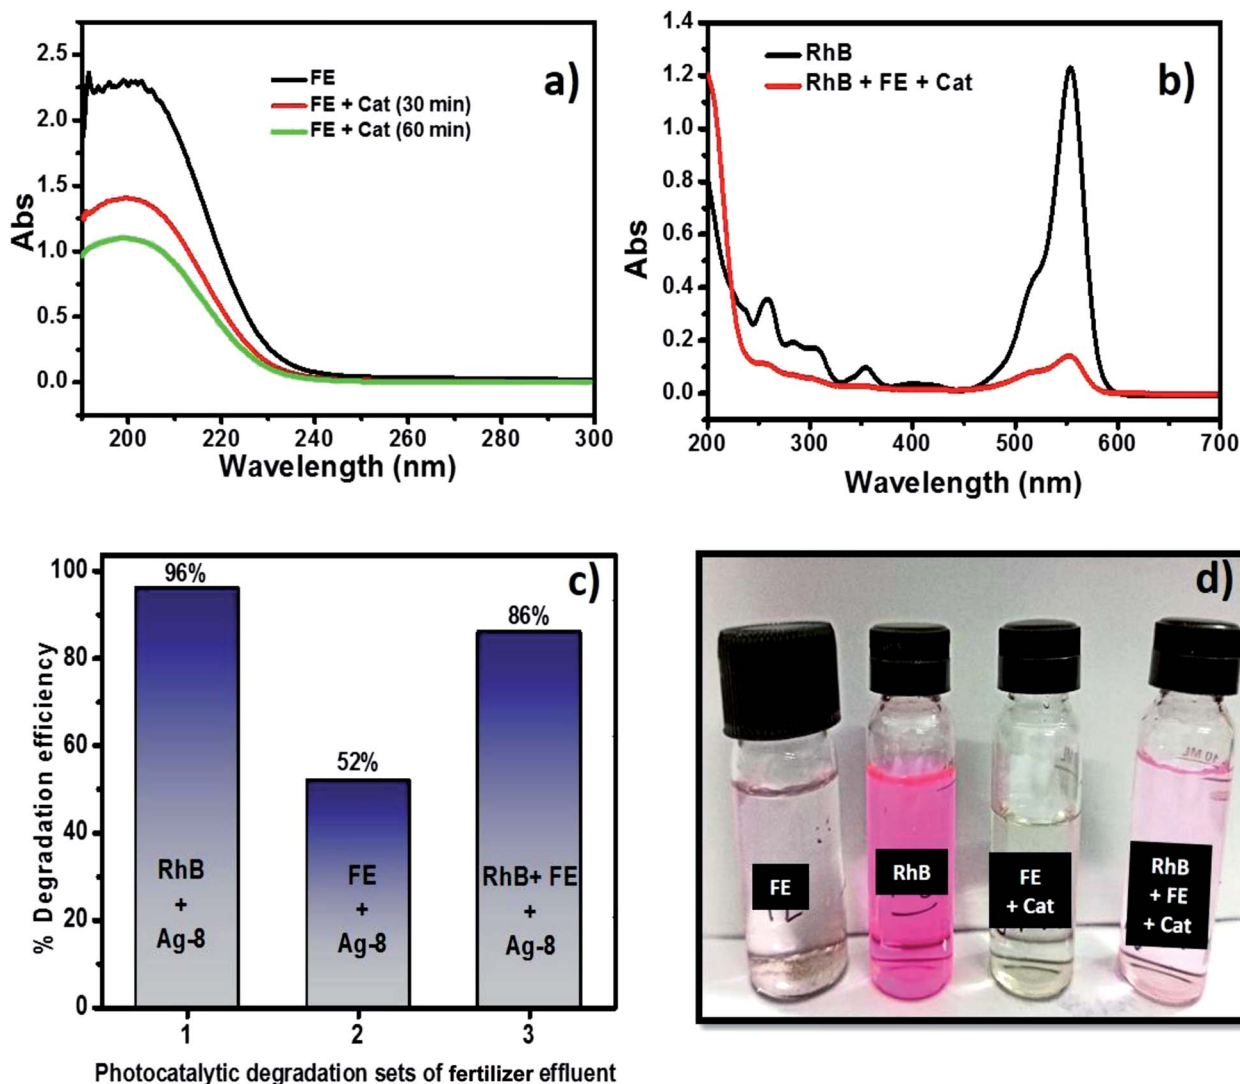 a)
FE
FE + Cat (30 min)
FE + Cat (60 min)
2.5
2.0
1.5
1.0
0.5
0.0
Abs
200 220 240 260 280 300
Wavelength (nm)
b)
RhB
RhB + FE + Cat
1.4
1.2
1.0
0.8
0.6
0.4
0.2
0.0
Abs
200 300 400 500 600 700
Wavelength (nm)
c)
100
80
60
40
20
0
% Degradation efficiency
96%
52%
86%
RhB
+
Ag-8
FE
+
Ag-8
RhB+ FE
+
Ag-8
1 2 3
Photocatalytic degradation sets of fertilizer effluent
d)
FE
RhB
FE
+ Cat
RhB
+ FE
+ Cat